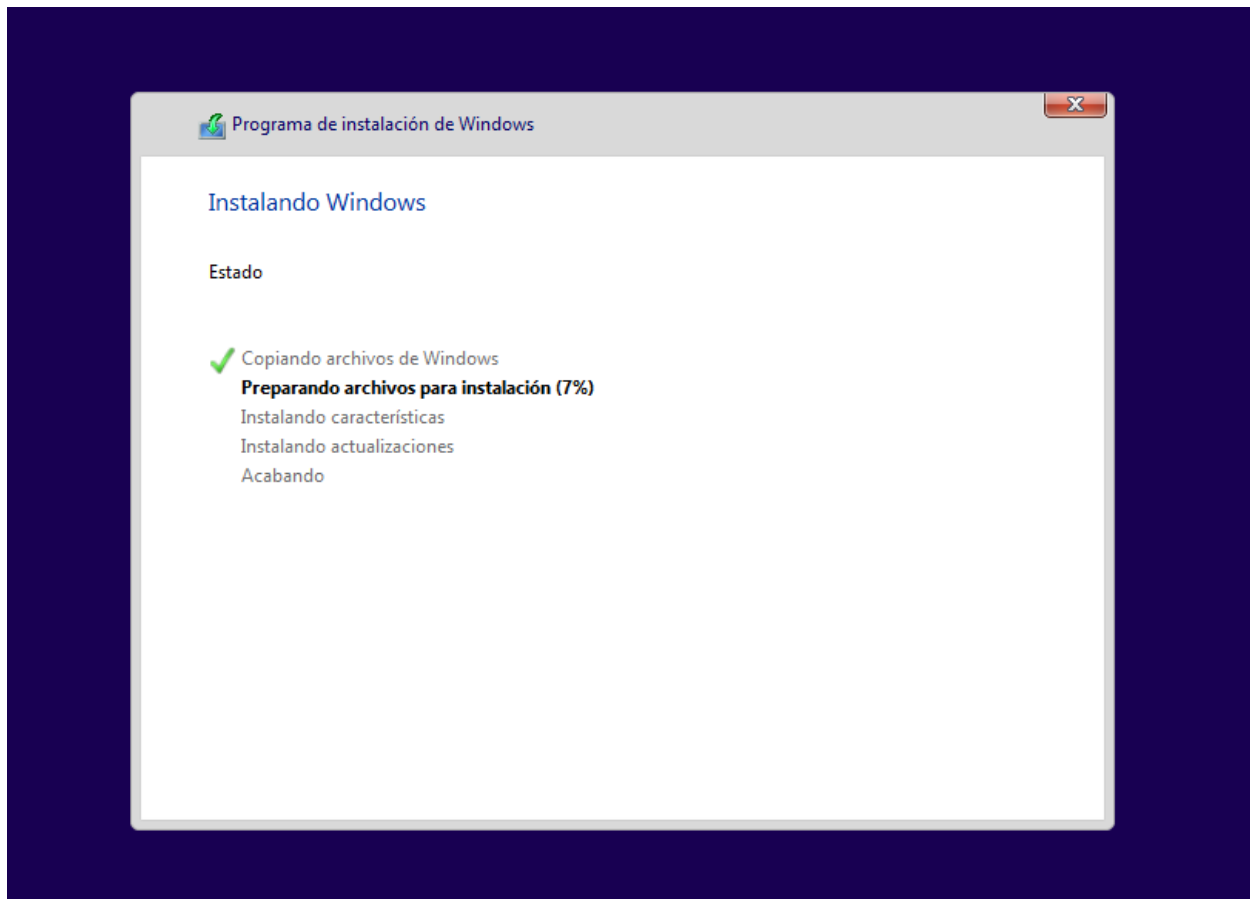 Programa de instalación de Windows
Instalando Windows
Estado
Copiando archivos de Windows
Preparando archivos para instalación (7%)
Instalando características
Instalando actualizaciones
Acabando